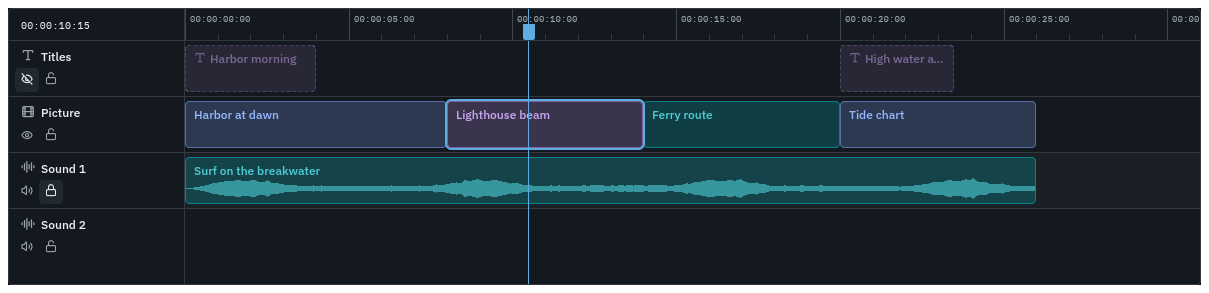 00:00:10:15
00:00:00:00 00:00:05:00 00:00:10:00 00:00:15:00 00:00:20:00 00:00:25:00 00:00
Titles
Harbor morning
High water a...
Picture
Harbor at dawn
Lighthouse beam
Ferry route
Tide chart
Sound 1
Surf on the breakwater
Sound 2